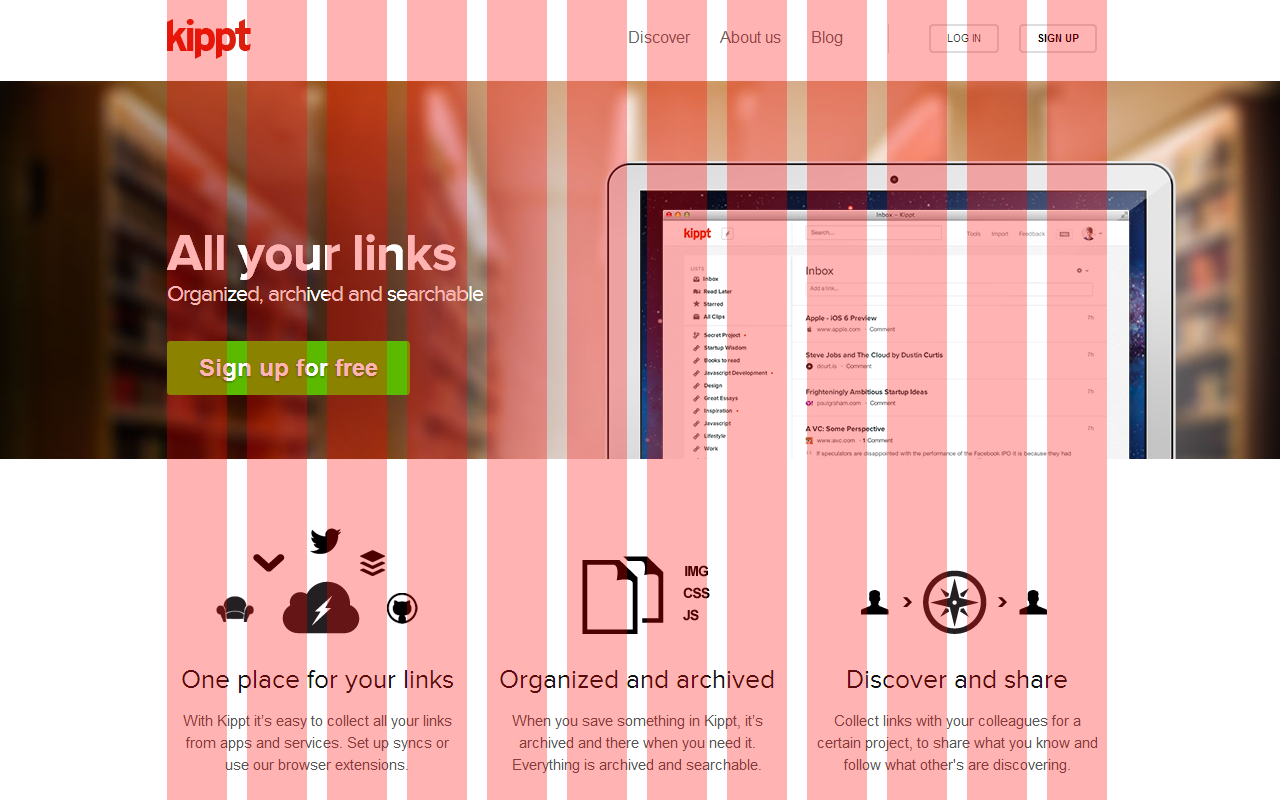 kippt
Discover
About us
Blog
LOG IN
SIGN UP
All your links
Organized, archived and searchable
Sign up for free
Inbox – Kippt
kippt
Search...
Tools
Import
Feedback
PRO
LISTS
Inbox
Read Later
Starred
All Clips
Secret Project
Startup Wisdom
Books to read
Javascript Development
Design
Great Essays
Inspiration
Javascript
Lifestyle
Work
Inbox
Add a link...
Apple - iOS 6 Preview
7h
www.apple.com · Comment
Steve Jobs and The Cloud by Dustin Curtis
7h
dcurt.is · Comment
Frighteningly Ambitious Startup Ideas
7h
paulgraham.com · Comment
A VC: Some Perspective
7h
www.avc.com · 1 Comment
If speculators are disappointed with the performance of the Facebook IPO it is because they had
IMG
CSS
JS
One place for your links
With Kippt it’s easy to collect all your links
from apps and services. Set up syncs or
use our browser extensions.
Organized and archived
When you save something in Kippt, it’s
archived and there when you need it.
Everything is archived and searchable.
Discover and share
Collect links with your colleagues for a
certain project, to share what you know and
follow what other's are discovering.